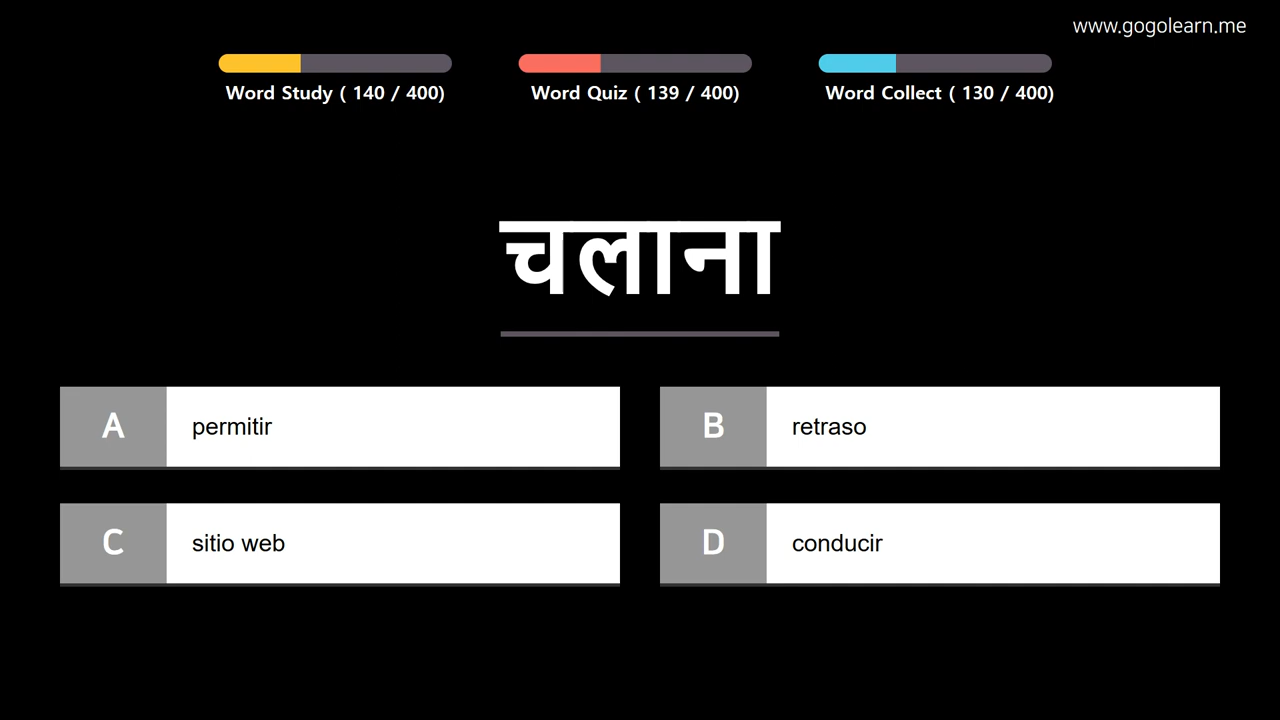 www.gogolearn.me
Word Study ( 140 / 400)
Word Quiz ( 139 / 400)
Word Collect ( 130 / 400)
चलाना
A permitir
B retraso
C sitio web
D conducir